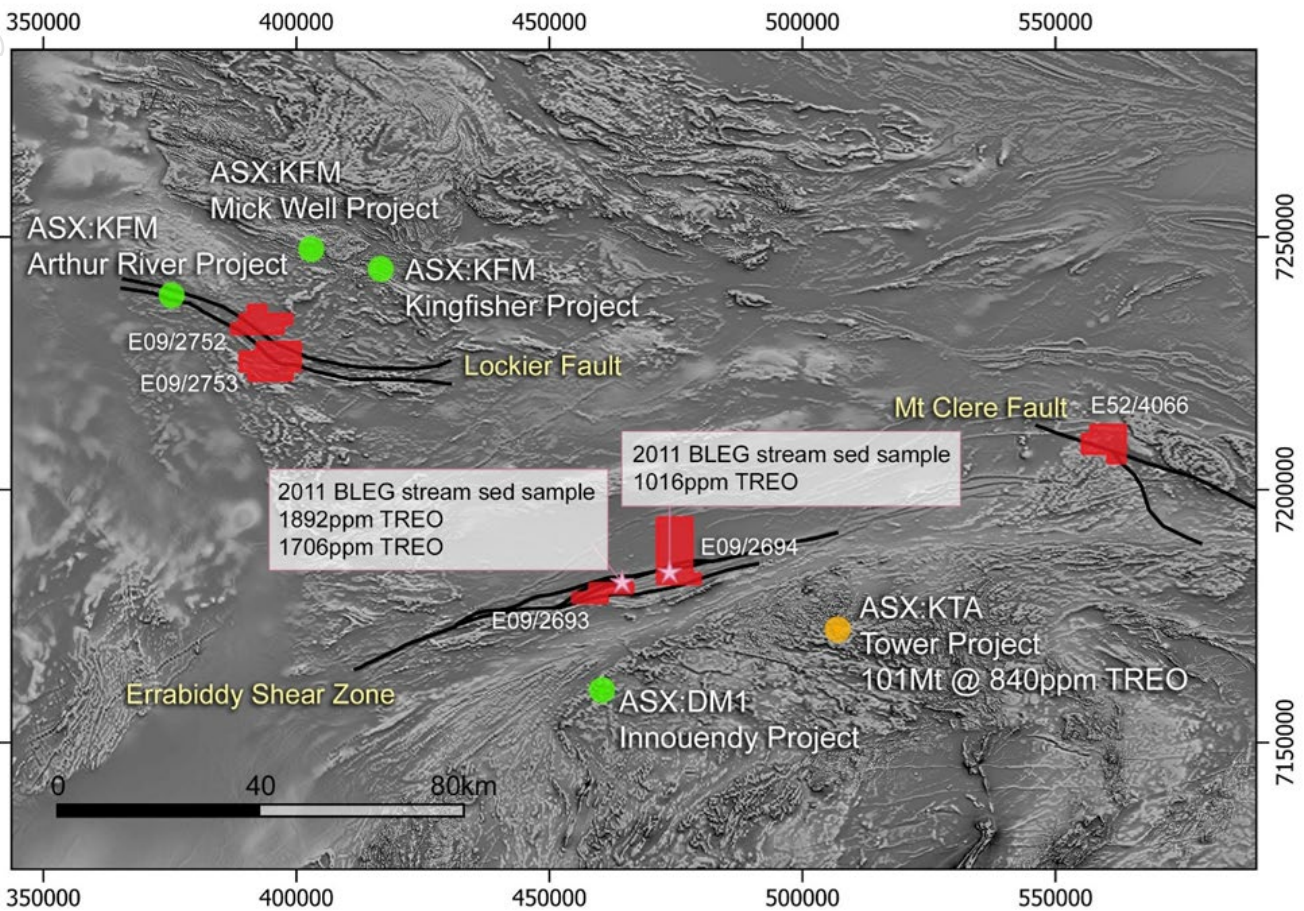 350000
400000
450000
500000
550000
ASX:KFM
Mick Well Project
ASX:KFM
Arthur River Project
ASX:KFM
Kingfisher Project
7250000
E09/2752
E09/2753
Lockier Fault
Mt Clere Fault
E52/4066
2011 BLEG stream sed sample
1016ppm TREO
2011 BLEG stream sed sample
1892ppm TREO
1706ppm TREO
7200000
E09/2694
E09/2693
ASX:KTA
Tower Project
101Mt @ 840ppm TREO
Errabiddy Shear Zone
ASX:DM1
Innouendy Project
7150000
0 40 80km
350000
400000
450000
500000
550000